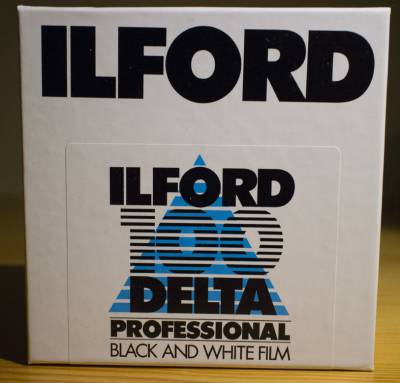 ILFORD
ILFORD
100
DELTA
PROFESSIONAL
BLACK AND WHITE FILM